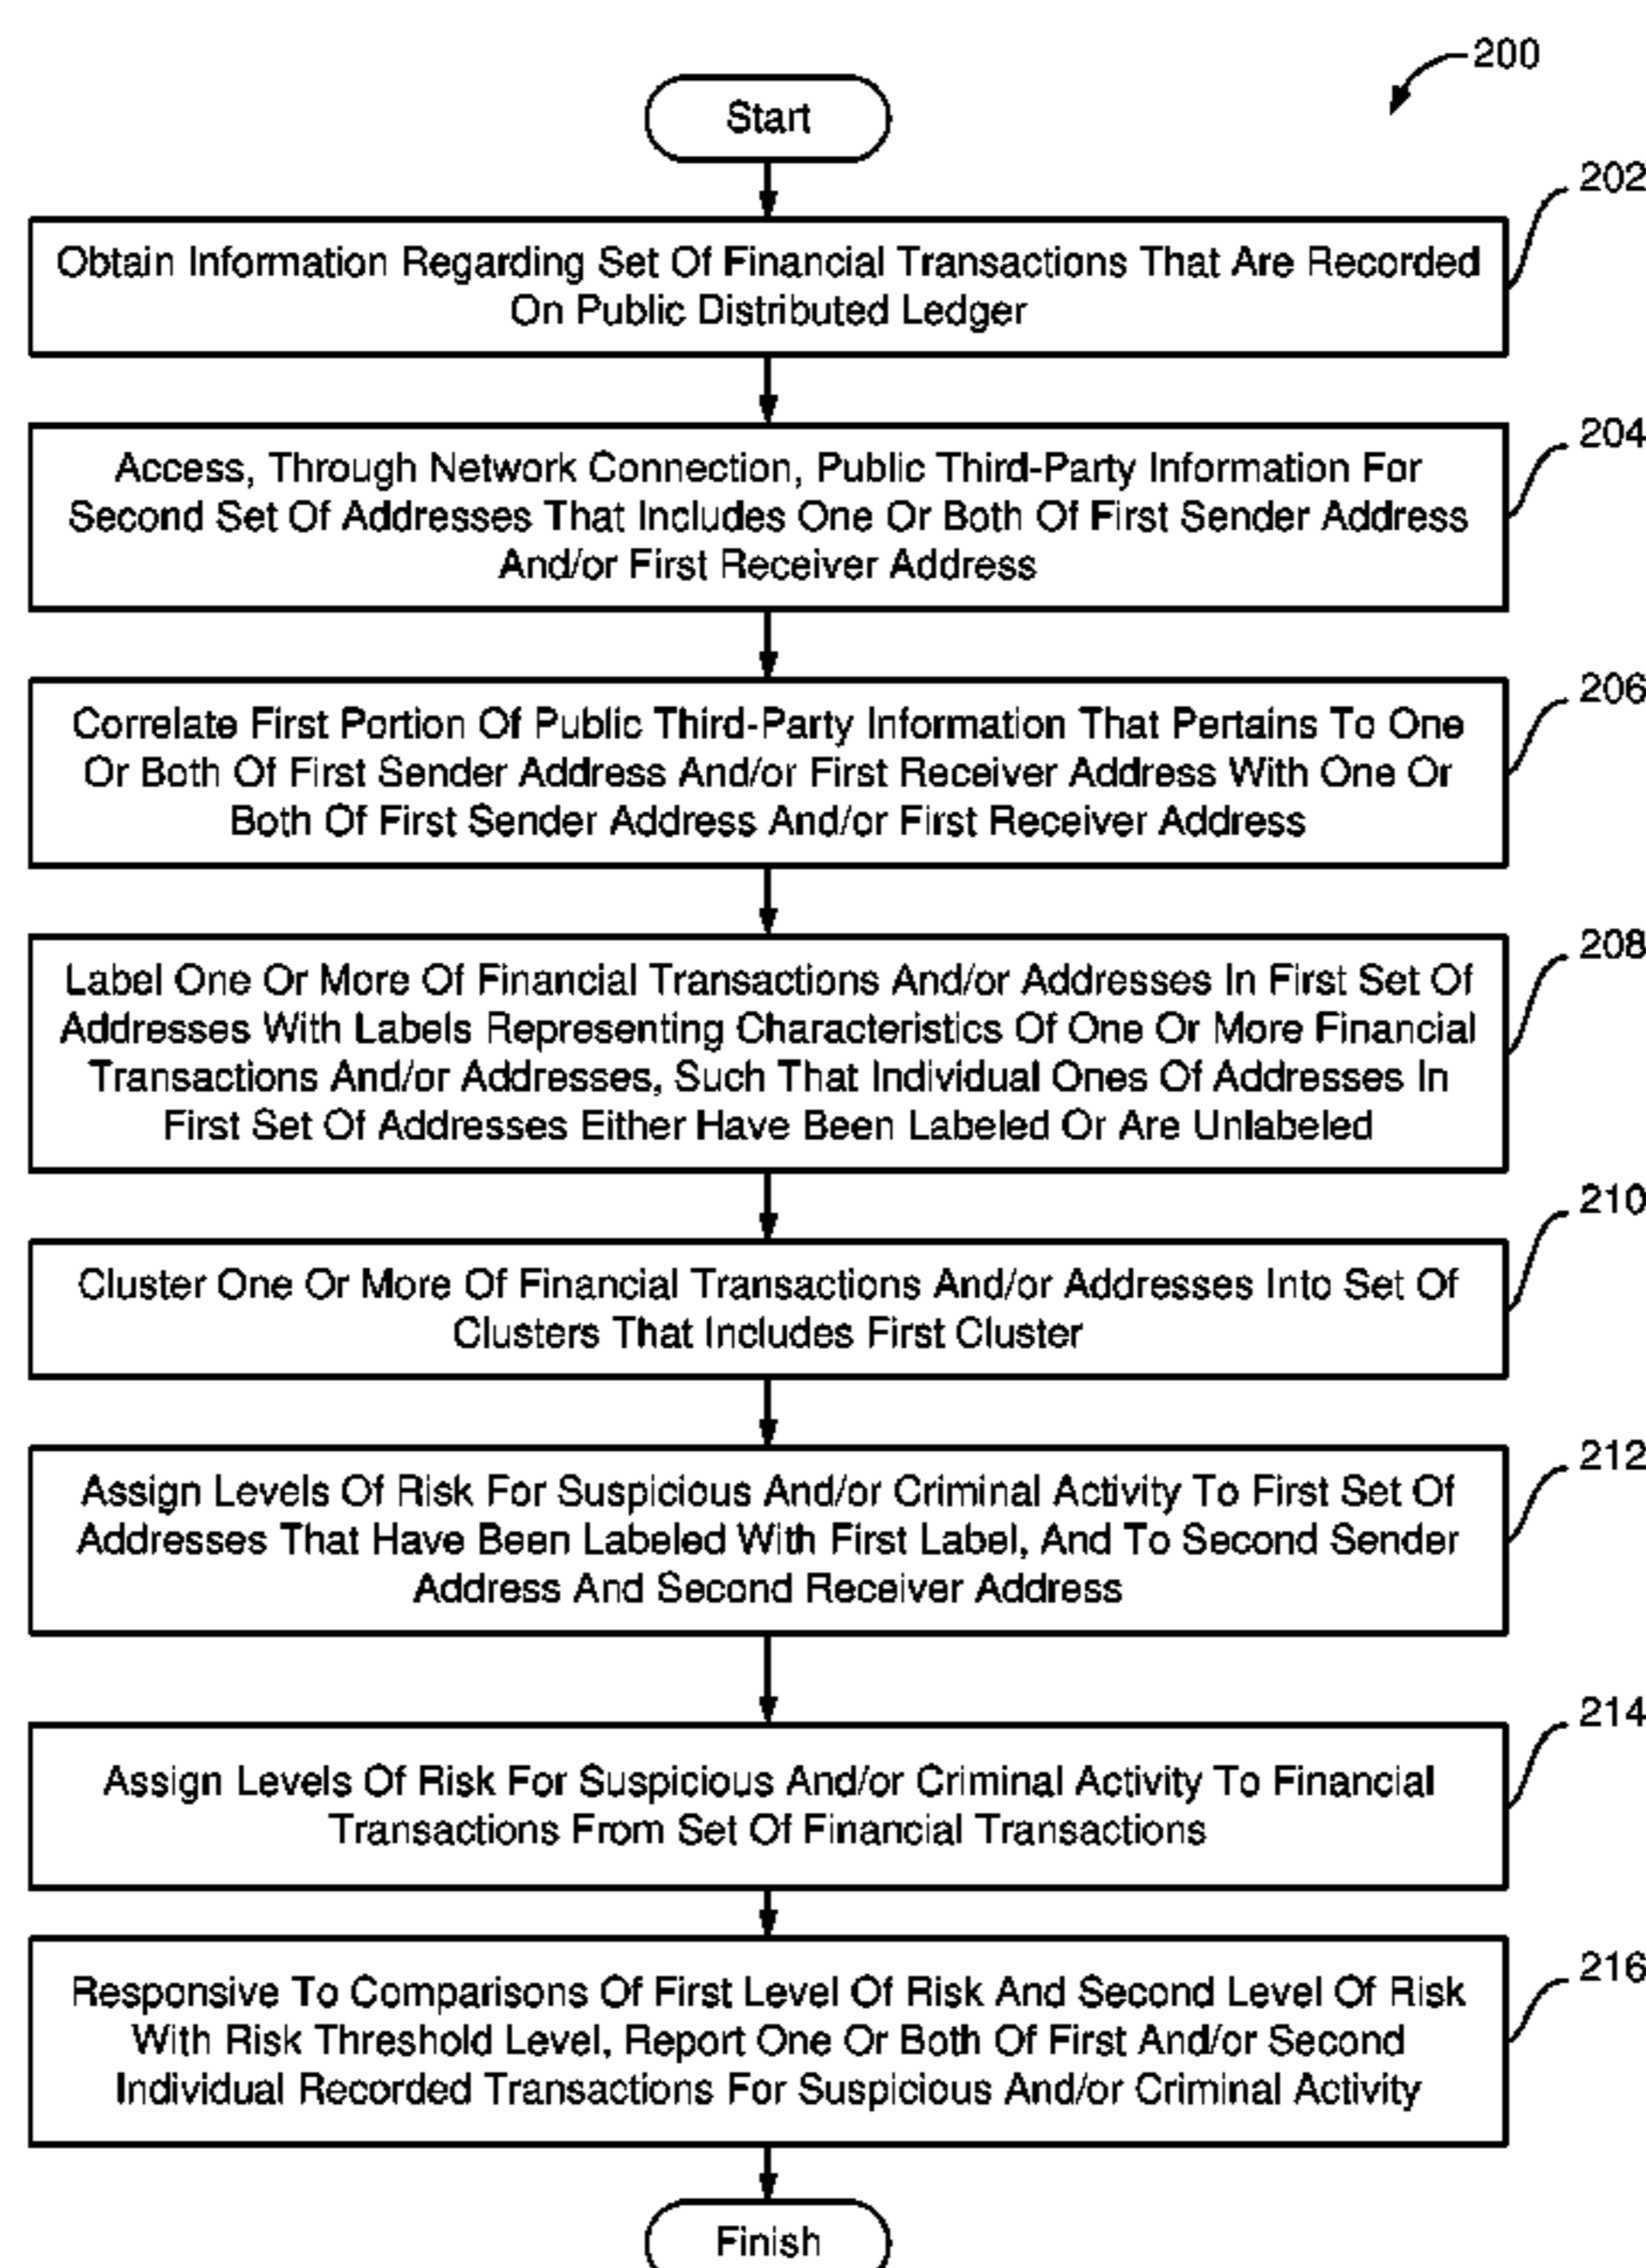 200
Start
202
Obtain Information Regarding Set Of Financial Transactions That Are Recorded
On Public Distributed Ledger
204
Access, Through Network Connection, Public Third-Party Information For
Second Set Of Addresses That Includes One Or Both Of First Sender Address
And/or First Receiver Address
206
Correlate First Portion Of Public Third-Party Information That Pertains To One
Or Both Of First Sender Address And/or First Receiver Address With One Or
Both Of First Sender Address And/or First Receiver Address
208
Label One Or More Of Financial Transactions And/or Addresses In First Set Of
Addresses With Labels Representing Characteristics Of One Or More Financial
Transactions And/or Addresses, Such That Individual Ones Of Addresses In
First Set Of Addresses Either Have Been Labeled Or Are Unlabeled
210
Cluster One Or More Of Financial Transactions And/or Addresses Into Set Of
Clusters That Includes First Cluster
212
Assign Levels Of Risk For Suspicious And/or Criminal Activity To First Set Of
Addresses That Have Been Labeled With First Label, And To Second Sender
Address And Second Receiver Address
214
Assign Levels Of Risk For Suspicious And/or Criminal Activity To Financial
Transactions From Set Of Financial Transactions
216
Responsive To Comparisons Of First Level Of Risk And Second Level Of Risk
With Risk Threshold Level, Report One Or Both Of First And/or Second
Individual Recorded Transactions For Suspicious And/or Criminal Activity
Finish